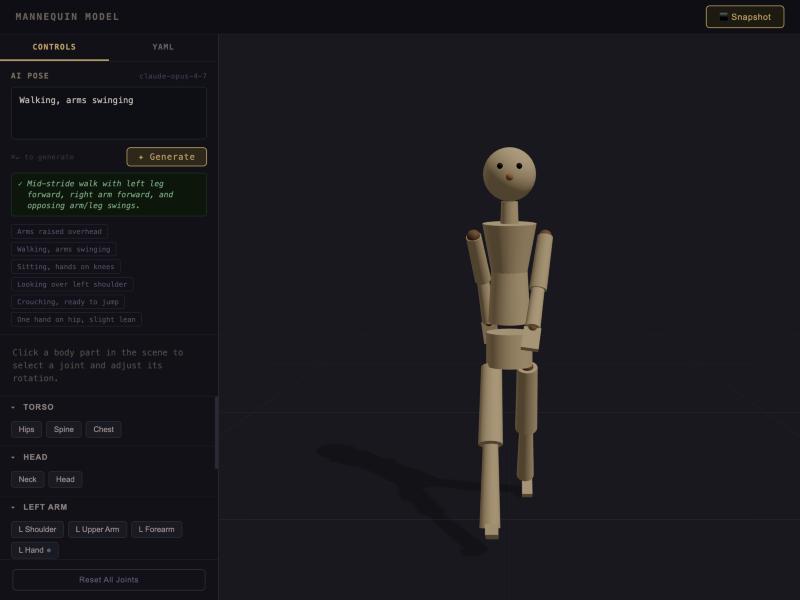 MANNEQUIN MODEL
Snapshot
CONTROLS
YAML
AI POSE
claude-opus-4-7
Walking, arms swinging
⌘↵ to generate
✦ Generate
✓ Mid-stride walk with left leg
forward, right arm forward, and
opposing arm/leg swings.
Arms raised overhead
Walking, arms swinging
Sitting, hands on knees
Looking over left shoulder
Crouching, ready to jump
One hand on hip, slight lean
Click a body part in the scene to
select a joint and adjust its
rotation.
TORSO
Hips
Spine
Chest
HEAD
Neck
Head
LEFT ARM
L Shoulder
L Upper Arm
L Forearm
L Hand
Reset All Joints